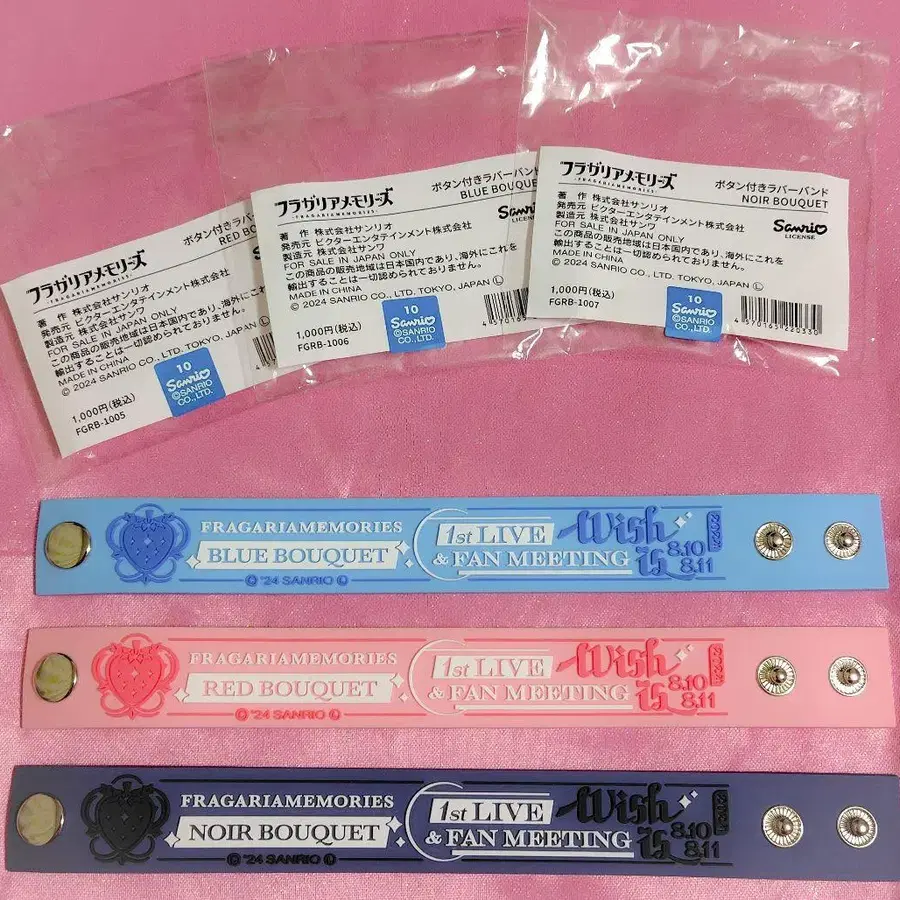 フラガリアメモリーズ
-FRAGARIAMEMORIES-
ボタン付きラバー
RED
著 作 株式会社サンリオ
発売元 ビクターエンタテインメント株式会社
製造元 株式会社サンワ
FOR SALE IN JAPAN ONLY
この商品の販売地域は日本国内であり、海外にこれを
輸出することは一切認められておりません。
MADE IN CHINA
© 2024 SANRIO CO., LTD. TOKYO, JAPAN Ⓛ
1,000円(税込)
FGRB-1005
10
Sanrio
©SANRIO
CO.,LTD.
フラガリアメモリーズ
-FRAGARIAMEMORIES-
ボタン付きラバーバンド
BLUE BOUQUE
著 作 株式会社サンリオ
発売元 ビクターエンタテインメント株式会社
製造元 株式会社サンワ
FOR SALE IN JAPAN ONLY
この商品の販売地域は日本国内であり、海外にこれを
輸出することは一切認められておりません。
MADE IN CHINA
© 2024 SANRIO CO., LTD. TOKYO, JAPAN Ⓛ
Sanrio
LICENSE
1,000円(税込)
FGRB-1006
10
Sanrio
©SANRIO
CO.,LTD.
フラガリアメモリーズ
-FRAGARIAMEMORIES-
ボタン付きラバーバンド
NOIR BOUQUET
著 作 株式会社サンリオ
発売元 ビクターエンタテインメント株式会社
製造元 株式会社サンワ
FOR SALE IN JAPAN ONLY
この商品の販売地域は日本国内であり、海外にこれを
輸出することは一切認められておりません。
MADE IN CHINA
© 2024 SANRIO CO., LTD. TOKYO, JAPAN Ⓛ
Sanrio
LICENSE
1,000円(税込)
FGRB-1007
10
Sanrio
©SANRIO
CO.,LTD.
4 570165 220330
FRAGARIAMEMORIES
BLUE BOUQUET
© '24 SANRIO Ⓛ
1st LIVE
& FAN MEETING
Wish
is
2024
8.10
8.11
FRAGARIAMEMORIES
RED BOUQUET
© '24 SANRIO Ⓛ
1st LIVE
& FAN MEETING
Wish
is
2024
8.10
8.11
FRAGARIAMEMORIES
NOIR BOUQUET
© '24 SANRIO Ⓛ
1st LIVE
& FAN MEETING
Wish
is
2024
8.10
8.11